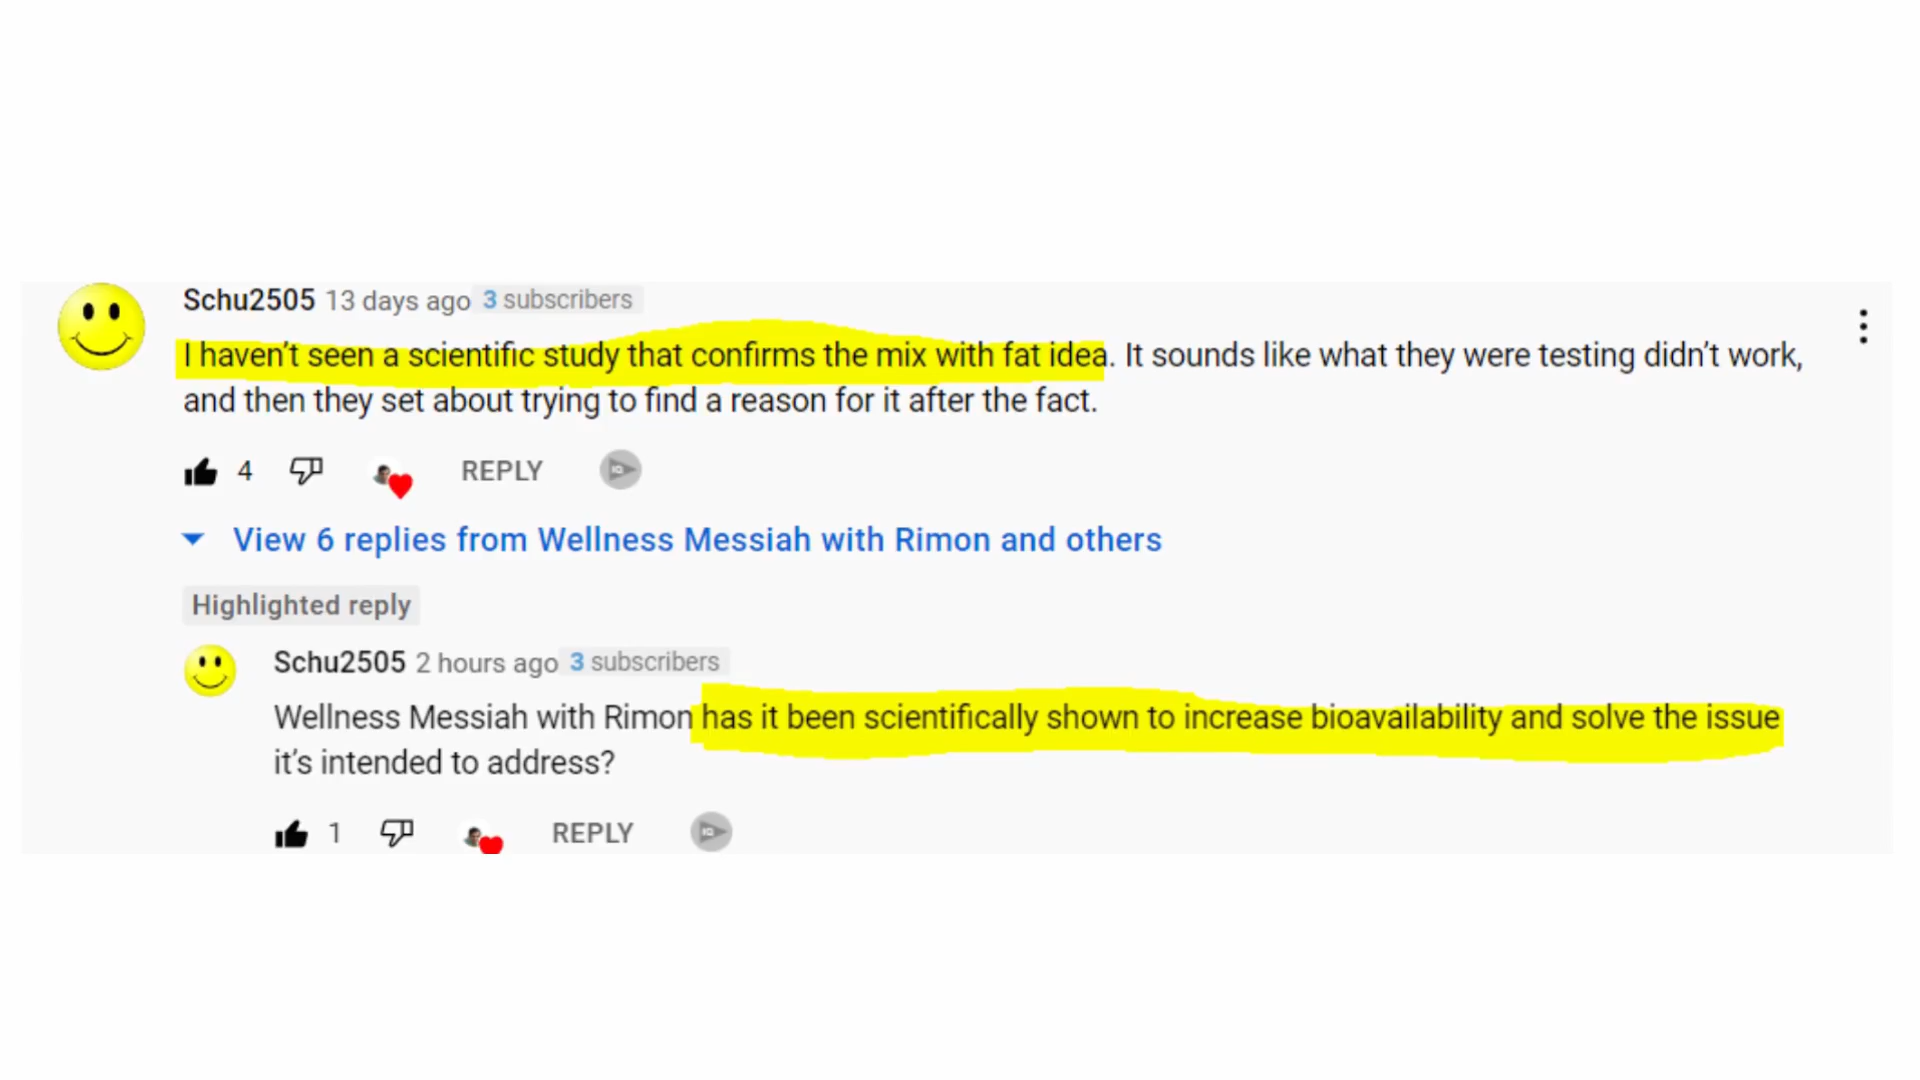 Schu2505 13 days ago 3 subscribers
I haven't seen a scientific study that confirms the mix with fat idea. It sounds like what they were testing didn't work,
and then they set about trying to find a reason for it after the fact.
4 REPLY IQ
View 6 replies from Wellness Messiah with Rimon and others
Highlighted reply
Schu2505 2 hours ago 3 subscribers
Wellness Messiah with Rimon has it been scientifically shown to increase bioavailability and solve the issue
it's intended to address?
1 REPLY IQ